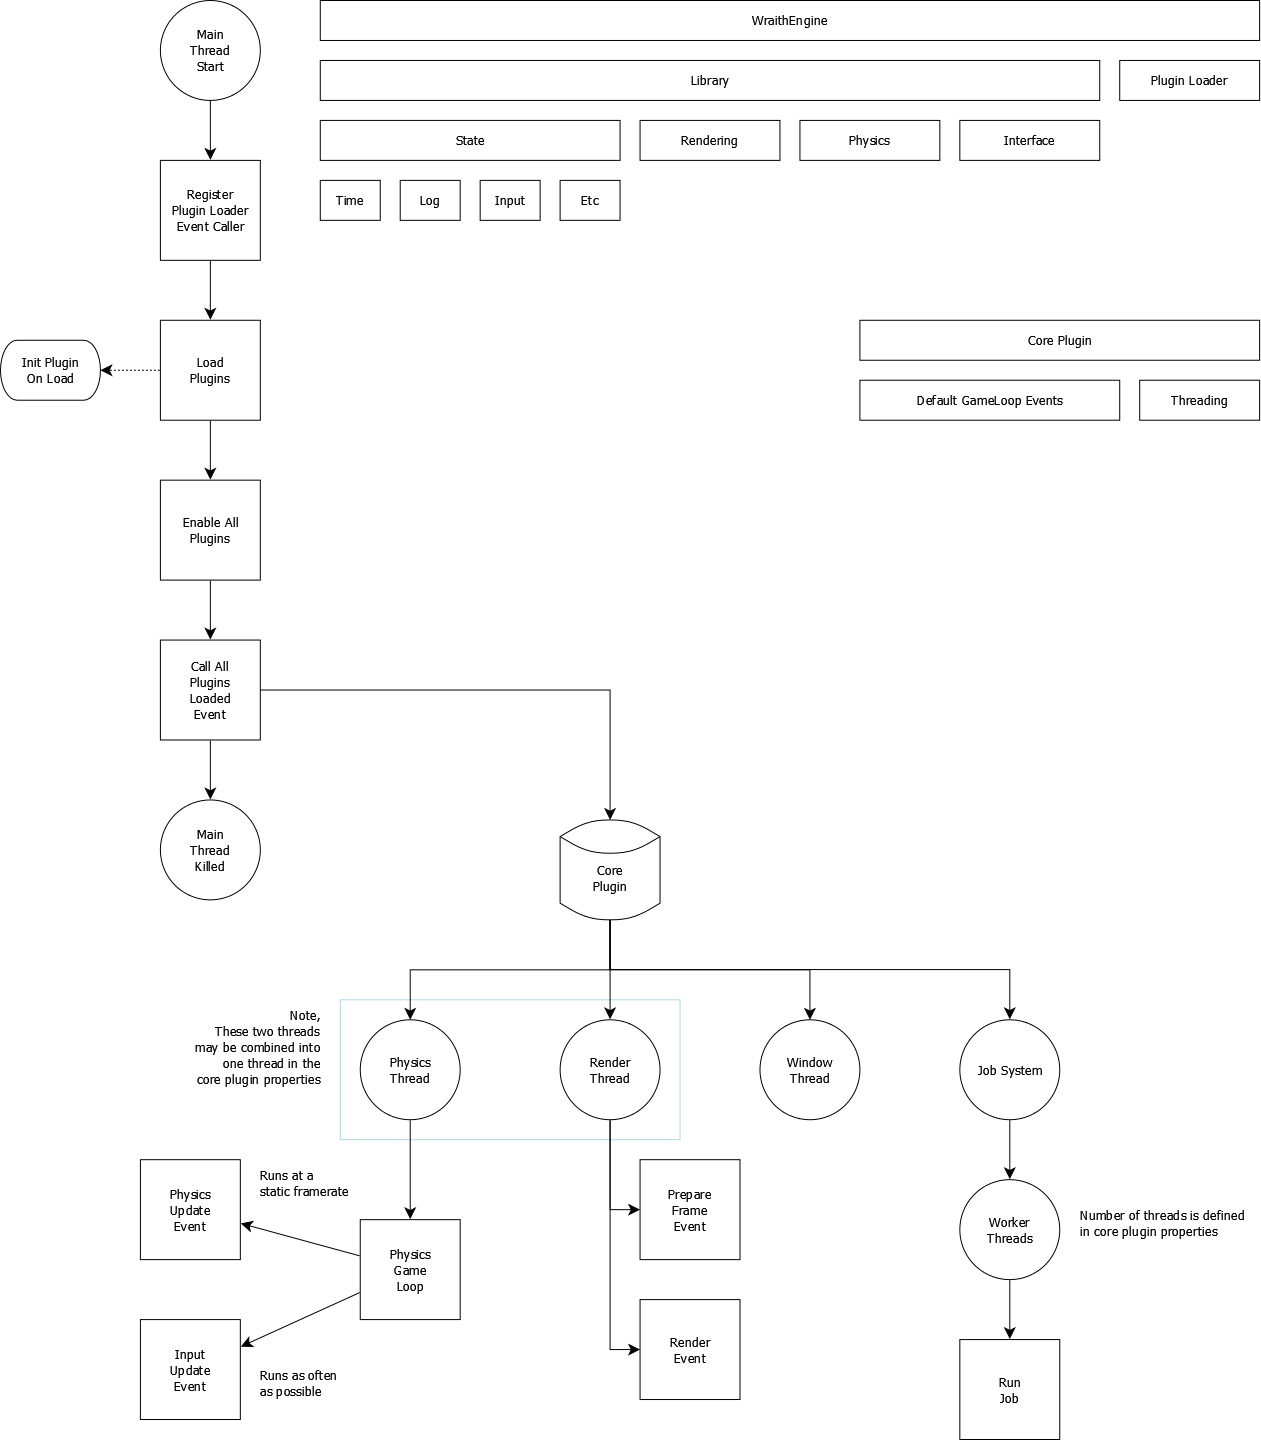 Main
Thread
Start
WraithEngine
Library
Plugin Loader
State
Rendering
Physics
Interface
Time
Log
Input
Etc
Register
Plugin Loader
Event Caller
Init Plugin
On Load
Load
Plugins
Core Plugin
Default GameLoop Events
Threading
Enable All
Plugins
Call All
Plugins
Loaded
Event
Main
Thread
Killed
Core
Plugin
Note,
These two threads
may be combined into
one thread in the
core plugin properties
Physics
Thread
Render
Thread
Window
Thread
Job System
Physics
Update
Event
Runs at a
static framerate
Physics
Game
Loop
Prepare
Frame
Event
Worker
Threads
Number of threads is defined
in core plugin properties
Input
Update
Event
Runs as often
as possible
Render
Event
Run
Job